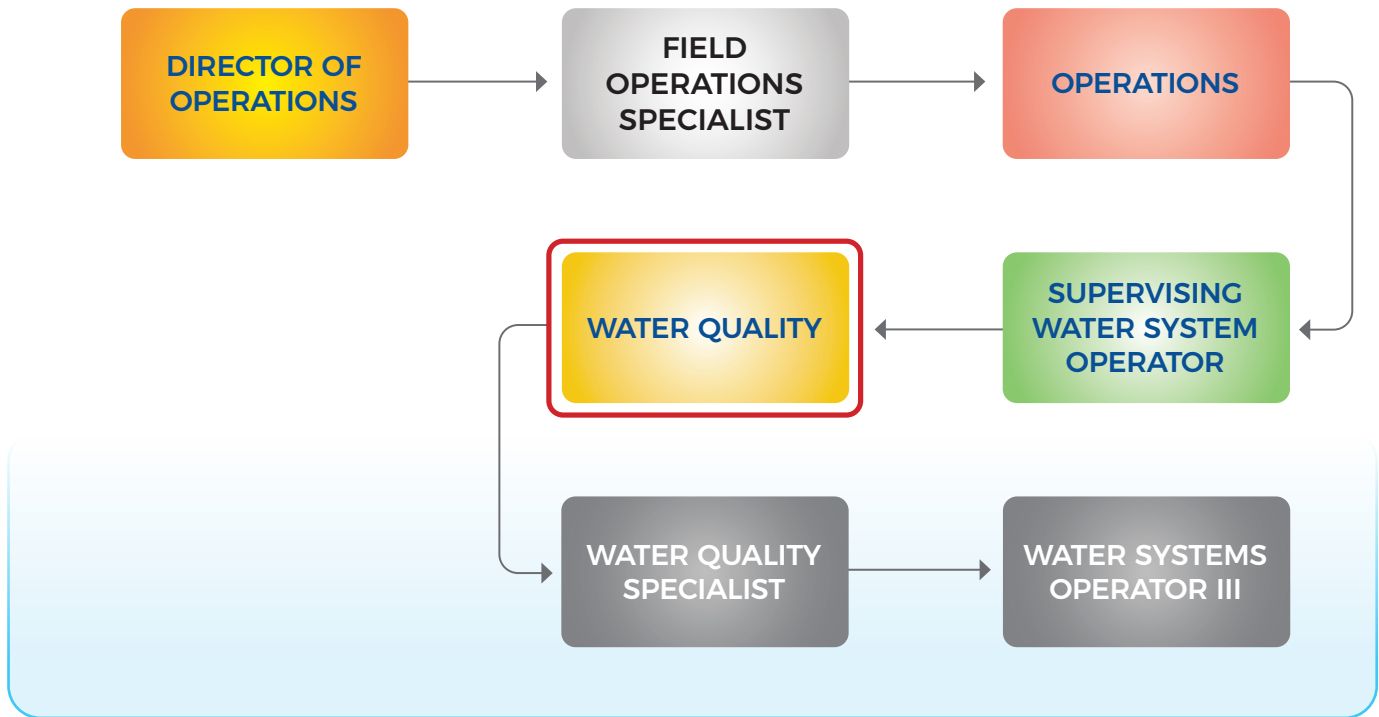 DIRECTOR OF
OPERATIONS
FIELD
OPERATIONS
SPECIALIST
OPERATIONS
SUPERVISING
WATER SYSTEM
OPERATOR
WATER QUALITY
WATER QUALITY
SPECIALIST
WATER SYSTEMS
OPERATOR III